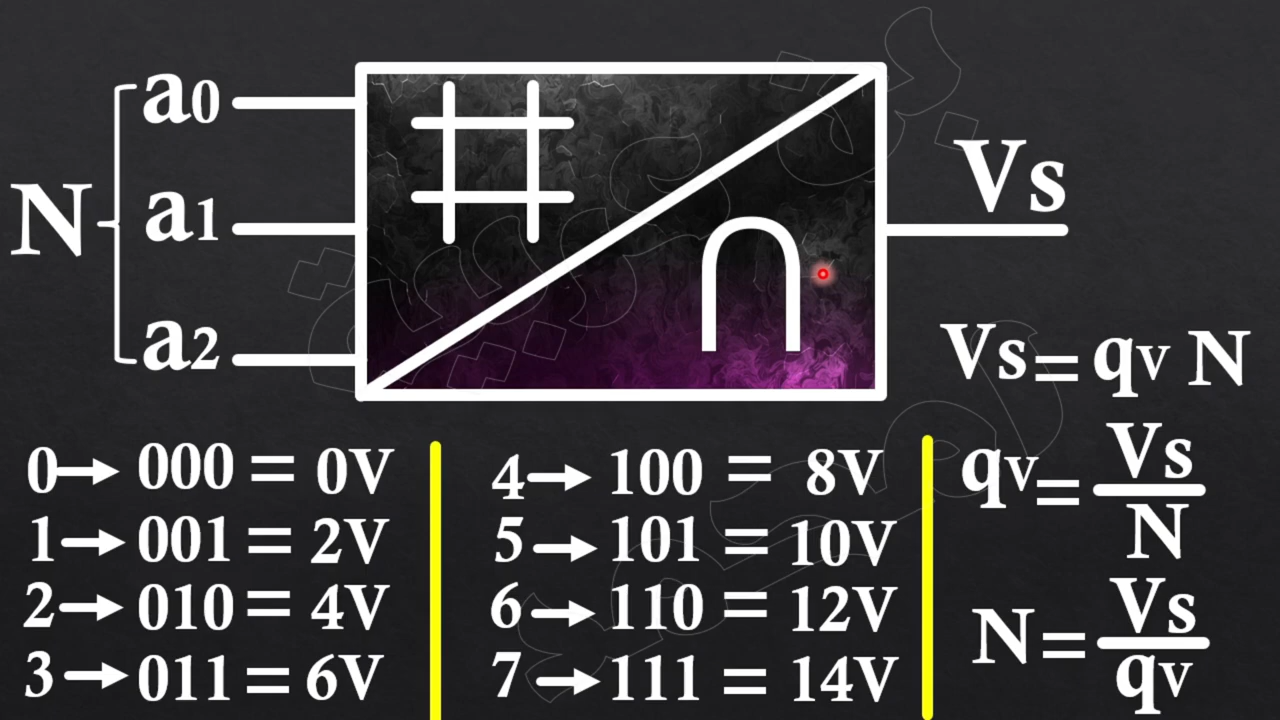 N
a0
a1
a2
#
∩
Vs
Vs = qv N
qv = Vs / N
N = Vs / qv
0→ 000 = 0V
1→ 001 = 2V
2→ 010 = 4V
3→ 011 = 6V
4→ 100 = 8V
5→ 101 = 10V
6→ 110 = 12V
7→ 111 = 14V